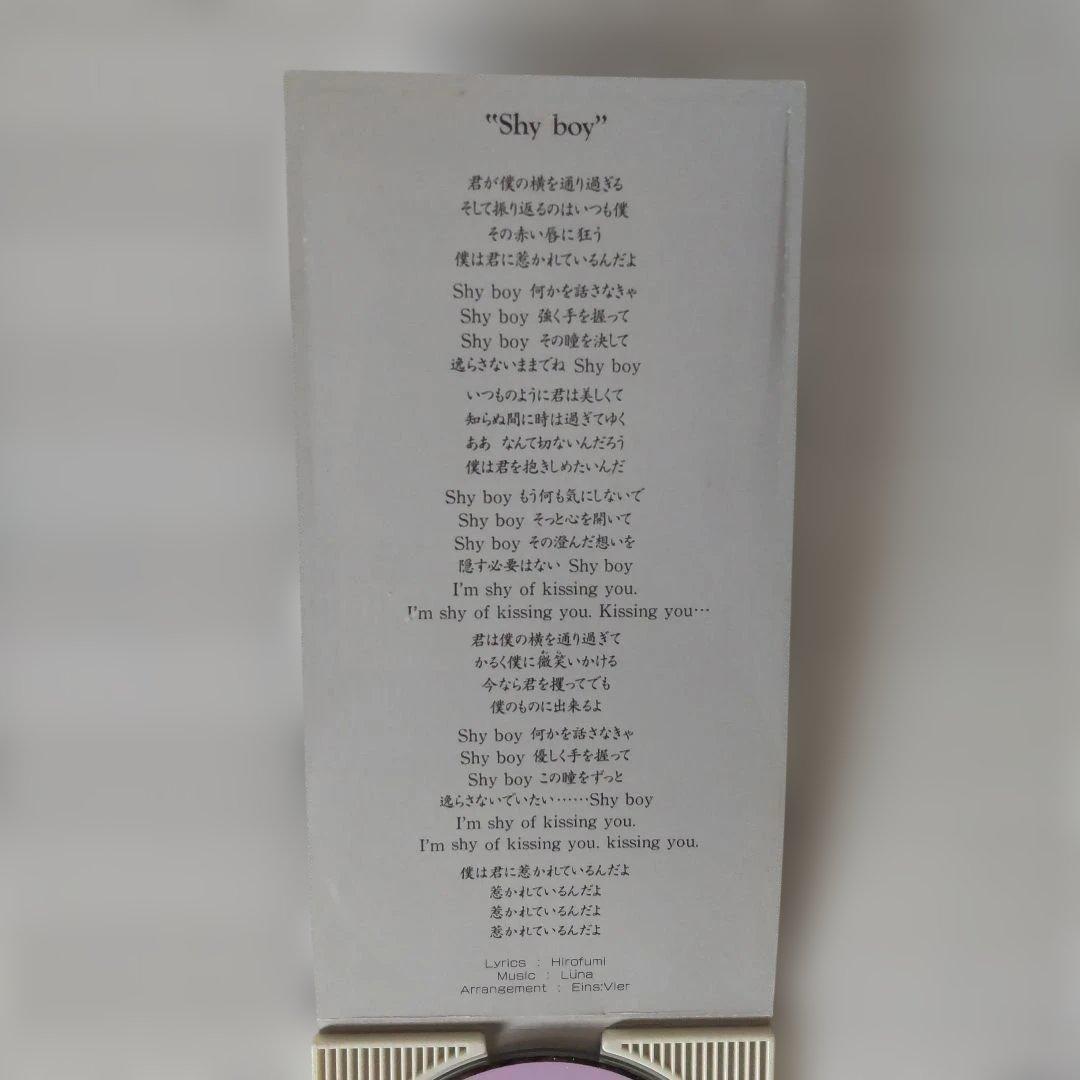 "Shy boy"
君が僕の横を通り過ぎる
そして振り返るのはいつも僕
その赤い唇に狂う
僕は君に惹かれているんだよ
Shy boy 何かを話さなきゃ
Shy boy 強く手を握って
Shy boy その瞳を決して
逸らさないままでね Shy boy
いつものように君は美しくて
知らぬ間に時は過ぎてゆく
ああ なんて切ないんだろう
僕は君を抱きしめたいんだ
Shy boy もう何も気にしないで
Shy boy そっと心を開いて
Shy boy その澄んだ想いを
隠す必要はない Shy boy
I'm shy of kissing you.
I'm shy of kissing you. Kissing you…
君は僕の横を通り過ぎて
かるく僕に微笑いかける
今なら君を攫ってでも
僕のものに出来るよ
Shy boy 何かを話さなきゃ
Shy boy 優しく手を握って
Shy boy この瞳をずっと
逸らさないでいたい……Shy boy
I'm shy of kissing you.
I'm shy of kissing you. kissing you.
僕は君に惹かれているんだよ
惹かれているんだよ
惹かれているんだよ
惹かれているんだよ
Lyrics : Hirofumi
Music : Lüna
Arrangement : Eins:Vier